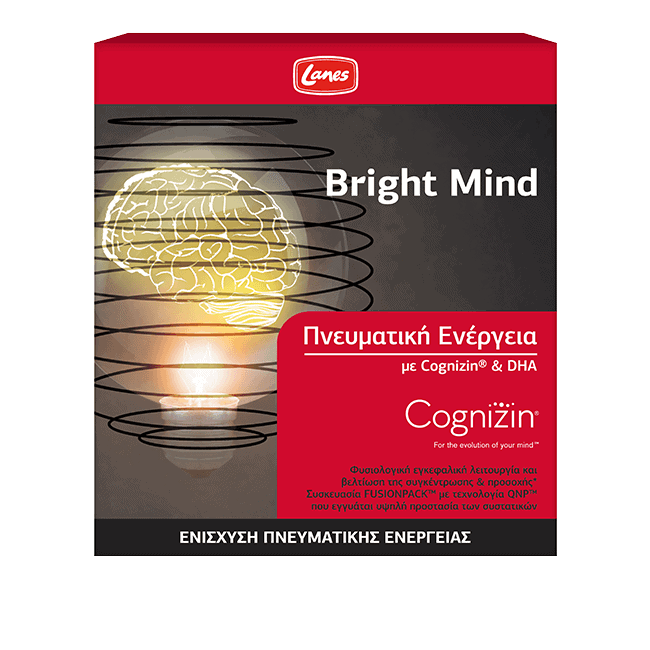 Lanes
Bright Mind
Πνευματική Ενέργεια
με Cognizin® & DHA
Cognizin®
For the evolution of your mind™
Φυσιολογική εγκεφαλική λειτουργία και
βελτίωση της συγκέντρωσης & προσοχής*
Συσκευασία FUSIONPACK™ με τεχνολογία QNP™
που εγγυάται υψηλή προστασία των συστατικών
ΕΝΙΣΧΥΣΗ ΠΝΕΥΜΑΤΙΚΗΣ ΕΝΕΡΓΕΙΑΣ